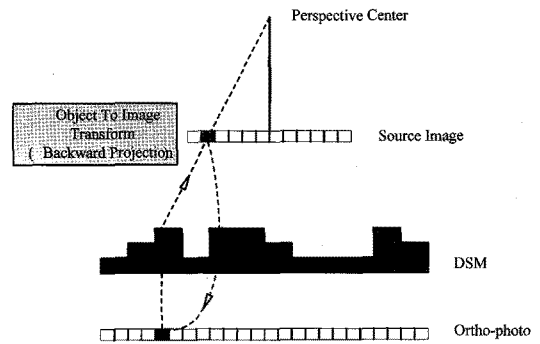 Perspective Center
Object To Image
Transform
( Backward Projection
Source Image
DSM
Ortho-photo